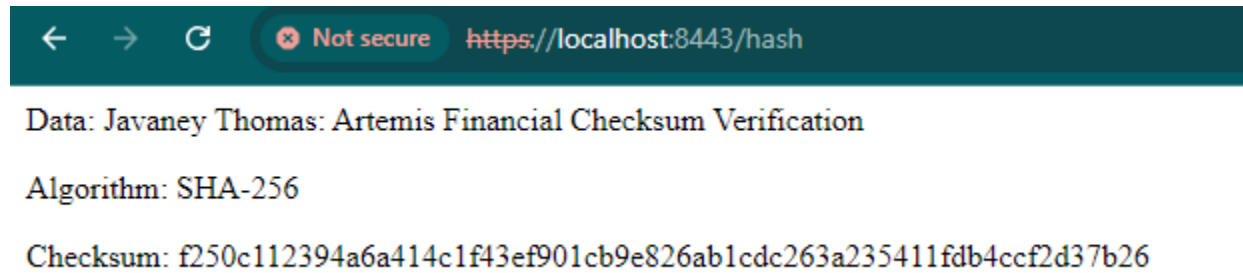 Not secure https://localhost:8443/hash
Data: Javaney Thomas: Artemis Financial Checksum Verification
Algorithm: SHA-256
Checksum: f250c112394a6a414c1f43ef901cb9e826ab1cdc263a235411fdb4ccf2d37b26